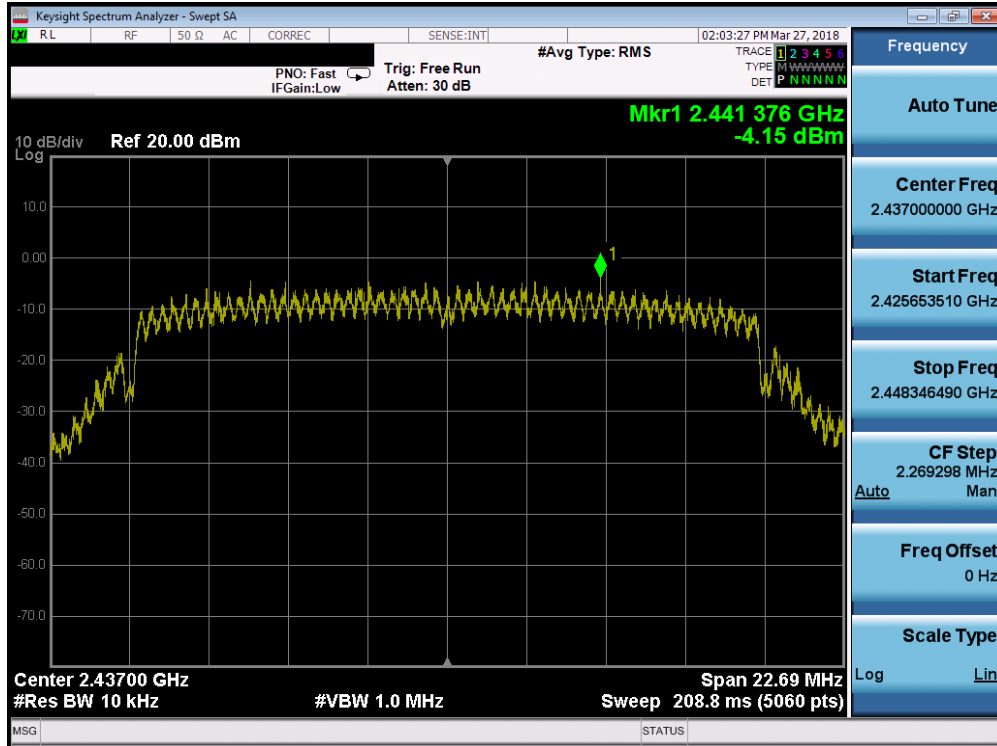 Keysight Spectrum Analyzer - Swept SA
LXI RL RF 50 Ω AC CORREC SENSE:INT 02:03:27 PM Mar 27, 2018
#Avg Type: RMS TRACE 1 2 3 4 5 6
PNO: Fast Trig: Free Run TYPE M W W W W W
IFGain:Low Atten: 30 dB DET P N N N N N
Mkr1 2.441 376 GHz
-4.15 dBm
10 dB/div Ref 20.00 dBm
Log
10.0
0.00
-10.0
-20.0
-30.0
-40.0
-50.0
-60.0
-70.0
1
Center 2.43700 GHz Span 22.69 MHz
#Res BW 10 kHz #VBW 1.0 MHz Sweep 208.8 ms (5060 pts)
MSG STATUS
Frequency
Auto Tune
Center Freq
2.437000000 GHz
Start Freq
2.425653510 GHz
Stop Freq
2.448346490 GHz
CF Step
2.269298 MHz
Auto Man
Freq Offset
0 Hz
Scale Type
Log Lin